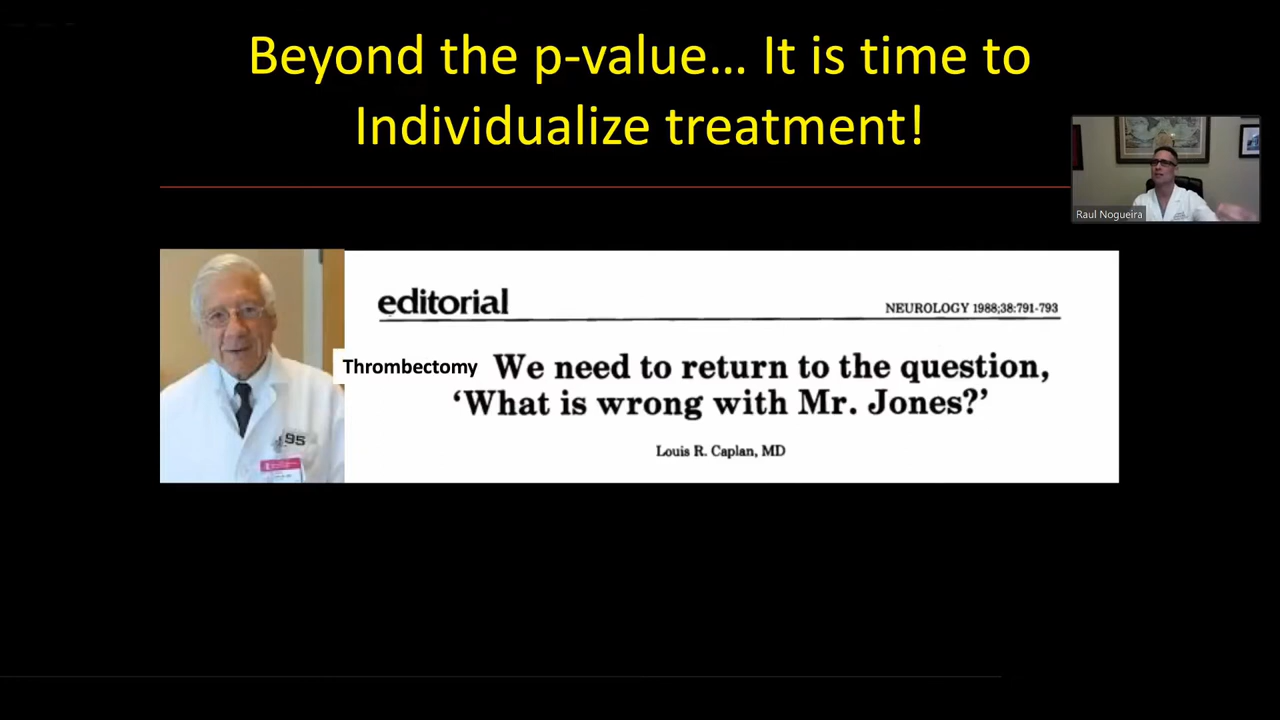 Beyond the p-value... It is time to
Individualize treatment!
Raul Nogueira
editorial
NEUROLOGY 1988;38:791-793
Thrombectomy We need to return to the question,
‘What is wrong with Mr. Jones?’
Louis R. Caplan, MD
95